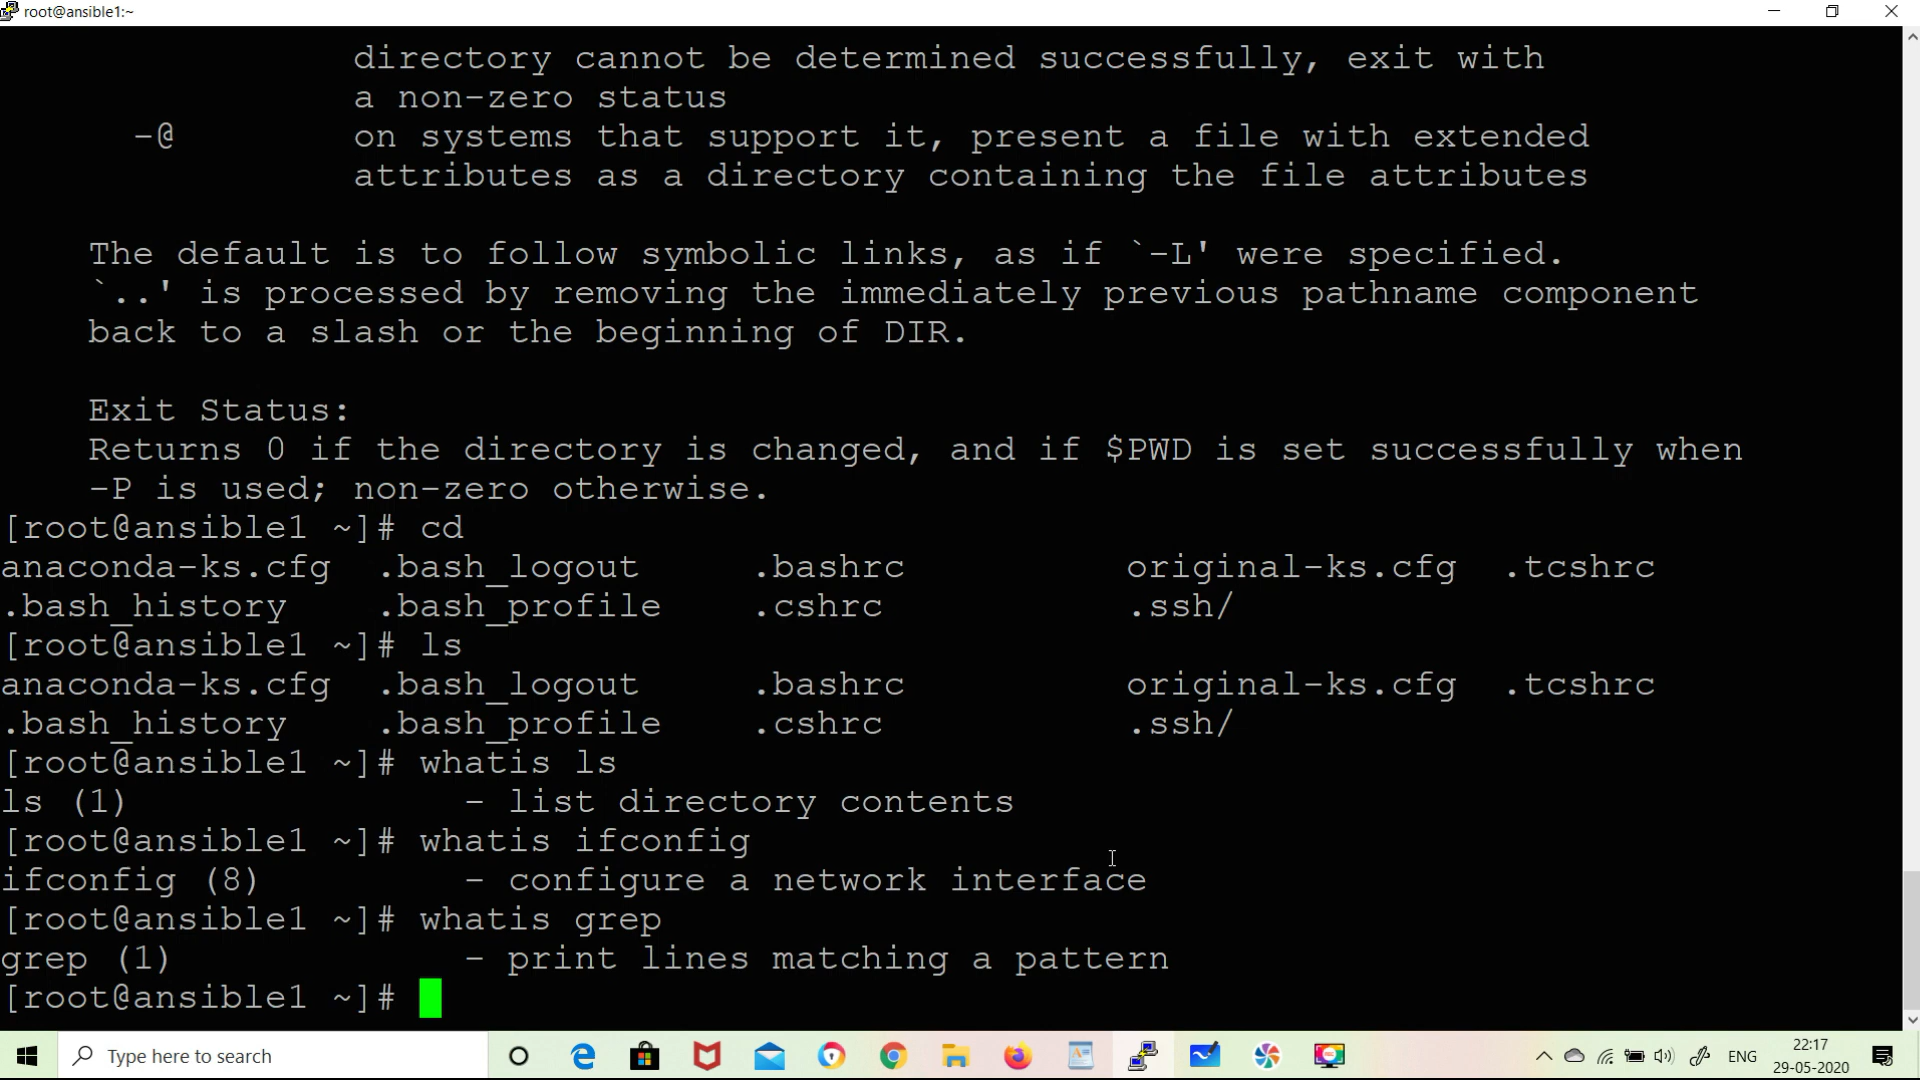 root@ansible1:~
directory cannot be determined successfully, exit with
a non-zero status
-@ on systems that support it, present a file with extended
attributes as a directory containing the file attributes
The default is to follow symbolic links, as if `-L' were specified.
`..' is processed by removing the immediately previous pathname component
back to a slash or the beginning of DIR.
Exit Status:
Returns 0 if the directory is changed, and if $PWD is set successfully when
-P is used; non-zero otherwise.
[root@ansible1 ~]# cd
anaconda-ks.cfg .bash_logout .bashrc original-ks.cfg .tcshrc
.bash_history .bash_profile .cshrc .ssh/
[root@ansible1 ~]# ls
anaconda-ks.cfg .bash_logout .bashrc original-ks.cfg .tcshrc
.bash_history .bash_profile .cshrc .ssh/
[root@ansible1 ~]# whatis ls
ls (1) - list directory contents
[root@ansible1 ~]# whatis ifconfig
ifconfig (8) - configure a network interface
[root@ansible1 ~]# whatis grep
grep (1) - print lines matching a pattern
[root@ansible1 ~]#
Type here to search
ENG
22:17
29-05-2020